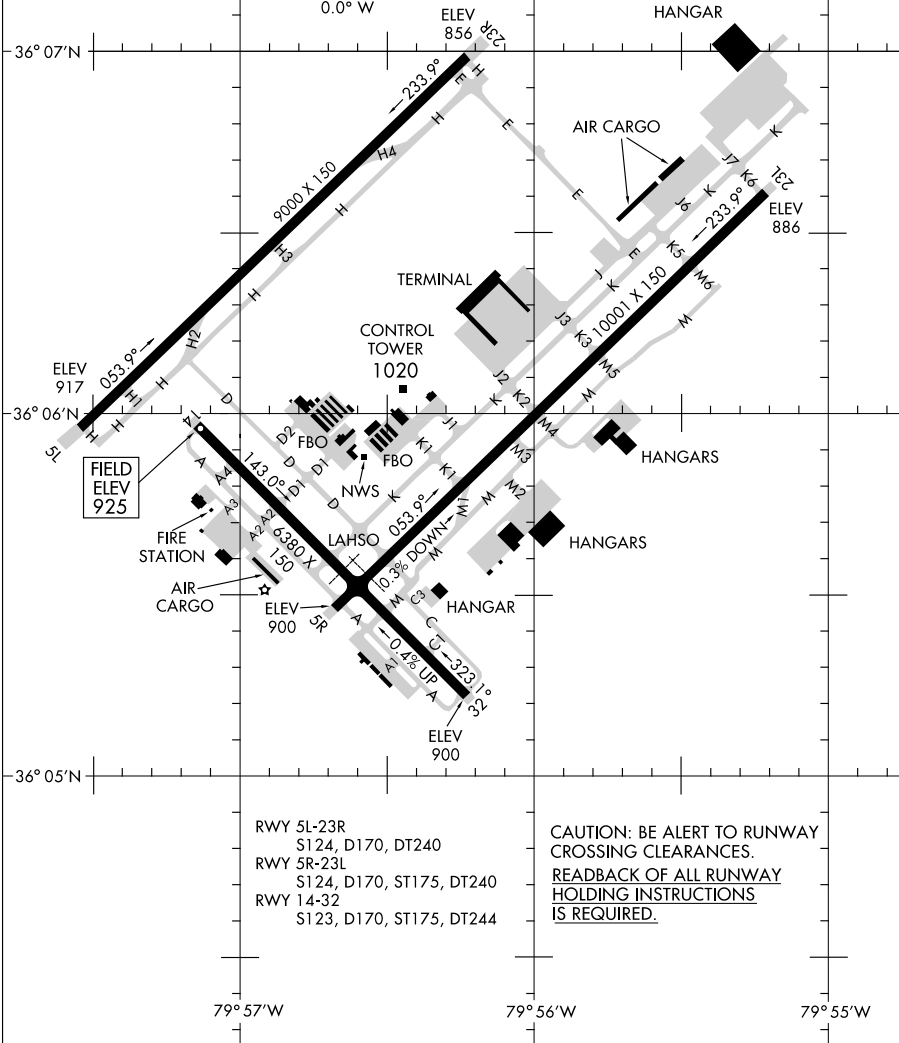 0.0° W
ELEV
856
23R
HANGAR
36° 07'N
H
E
233.9°
H
E
AIR CARGO
K
H4
J7
K6
23L
9000 X 150
H
E
K
J6
233.9°
ELEV
886
H3
E
K5
J
K
M6
H
TERMINAL
10001 X 150
M
J3
K3
CONTROL
TOWER
1020
H2
M5
ELEV
917
053.9°
H
J2
K2
M
K
H1
D
36° 06'N
H
H
14
D2
J1
M4
5L
FBO
FBO
K1
M3
HANGARS
A
143.0°
D
D1
K1
FIELD
ELEV
925
A4
D1
NWS
M2
A3
D
K
053.9°
M1
M
A2
A2
FIRE
STATION
6380 X
150
LAHSO
0.3% DOWN
M
HANGARS
AIR
CARGO
ELEV
900
5R
M
C3
HANGAR
A
C
0.4% UP
C
323.1°
A1
A
32
ELEV
900
36° 05'N
RWY 5L-23R
S124, D170, DT240
RWY 5R-23L
S124, D170, ST175, DT240
RWY 14-32
S123, D170, ST175, DT244
CAUTION: BE ALERT TO RUNWAY
CROSSING CLEARANCES.
READBACK OF ALL RUNWAY
HOLDING INSTRUCTIONS
IS REQUIRED.
79° 57'W
79° 56'W
79° 55'W